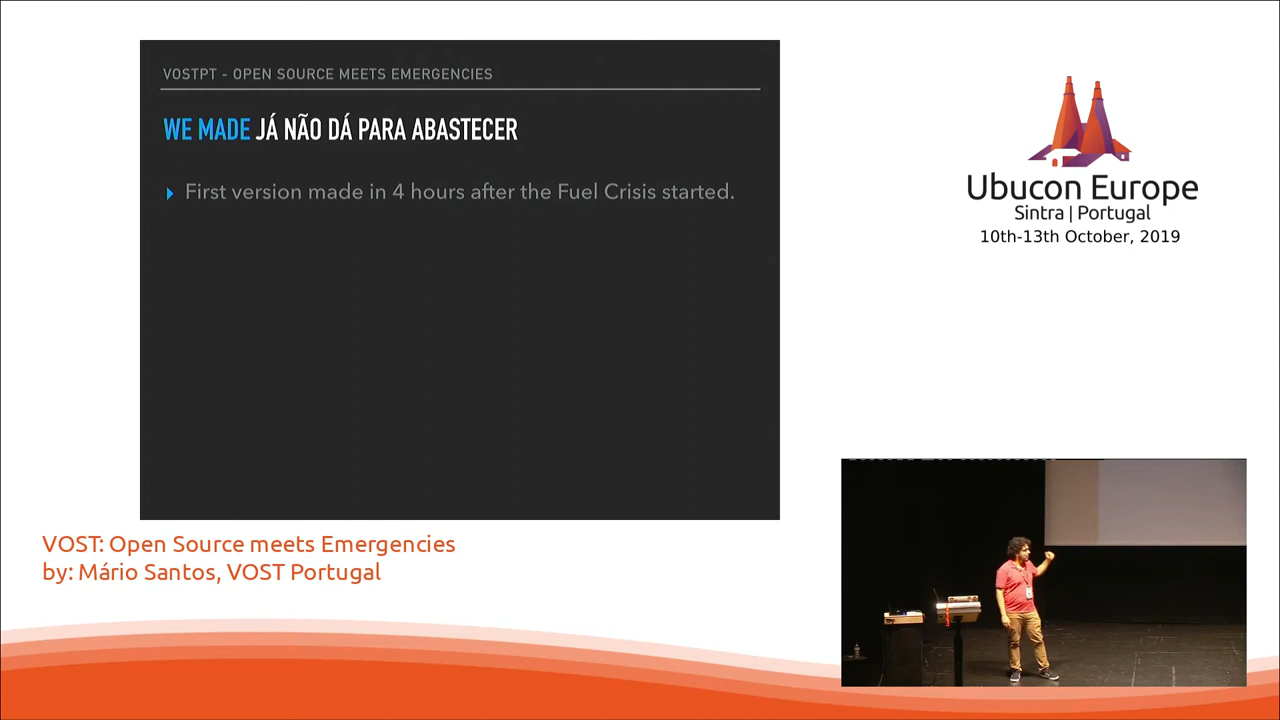 VOSTPT - OPEN SOURCE MEETS EMERGENCIES
WE MADE JÁ NÃO DÁ PARA ABASTECER
First version made in 4 hours after the Fuel Crisis started.
Ubucon Europe
Sintra | Portugal
10th-13th October, 2019
VOST: Open Source meets Emergencies
by: Mário Santos, VOST Portugal